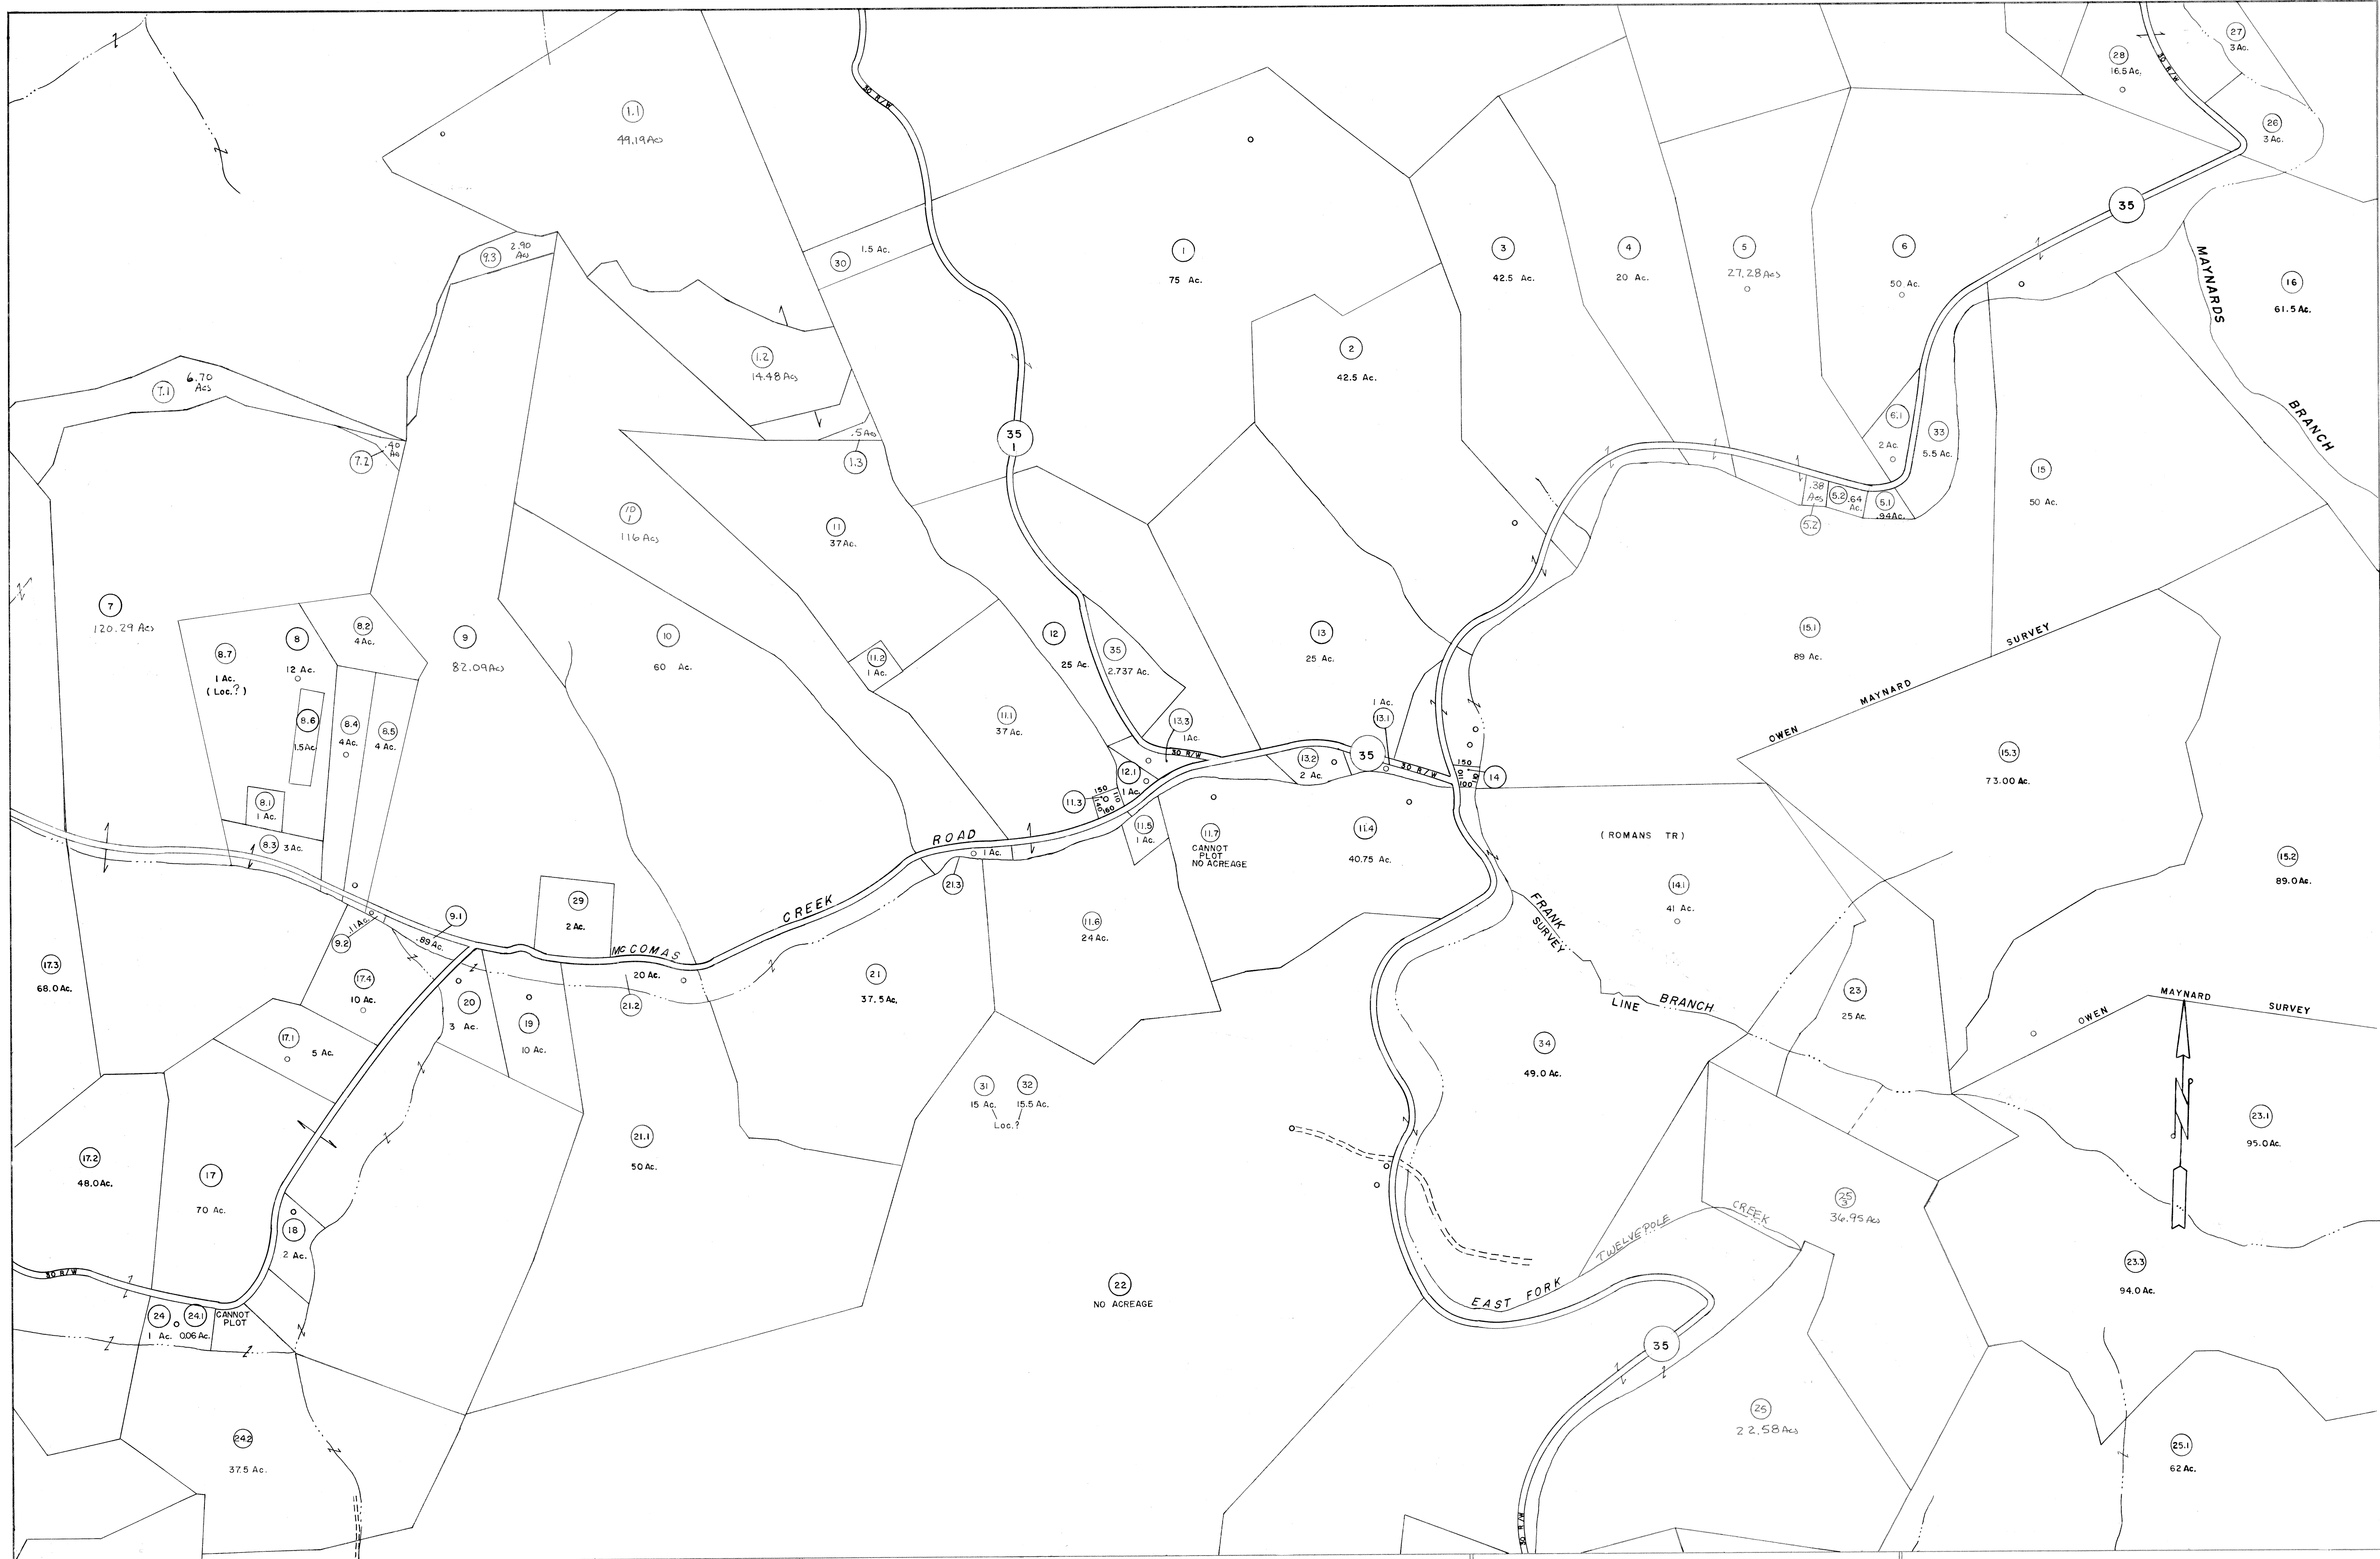 27
3 Ac.
28
16.5 Ac.
30 R/W
26
3 Ac.
1.1
49.19 Acs
30 R/W
35
9.3
2.90
Acs
30
1.5 Ac.
1
75 Ac.
3
42.5 Ac.
4
20 Ac.
5
27.28 Acs
6
50 Ac.
MAYNARDS
BRANCH
16
61.5 Ac.
7.1
6.70
Acs
1.2
14.48 Acs
2
42.5 Ac.
6.1
2 Ac.
33
5.5 Ac.
.40
Ac
7.2
.5 Acs
1.3
35
1
15
50 Ac.
.38
Acs
5.2
.64
Ac.
5.1
.94 Ac.
5.2
10
1
116 Acs
11
37 Ac.
7
120.29 Acs
8.7
1 Ac.
(Loc.?)
8
12 Ac.
8.2
4 Ac.
9
82.09 Acs
10
60 Ac.
11.2
1 Ac.
12
25 Ac.
35
2.737 Ac.
13
25 Ac.
15.1
89 Ac.
OWEN MAYNARD SURVEY
8.6
1.5 Ac
8.4
4 Ac.
8.5
4 Ac.
11.1
37 Ac.
13.3
1 Ac.
1 Ac.
13.1
30 R/W
13.2
2 Ac.
35
30 R/W
150
110
101
100
14
15.3
73.00 Ac.
8.1
1 Ac.
8.3
3 Ac.
12.1
1 Ac.
11.3
150
140
110
160
11.5
1 Ac.
11.7
CANNOT
PLOT
NO ACREAGE
11.4
40.75 Ac.
(ROMANS TR)
14.1
41 Ac.
15.2
89.0 Ac.
McCOMAS CREEK ROAD
1 Ac.
21.3
29
2 Ac.
9.1
.89 Ac.
.11 Ac.
9.2
11.6
24 Ac.
FRANK
SURVEY
LINE BRANCH
17.3
68.0 Ac.
17.4
10 Ac.
20
3 Ac.
19
10 Ac.
20 Ac.
21.2
21
37.5 Ac.
23
25 Ac.
OWEN MAYNARD SURVEY
17.1
5 Ac.
34
49.0 Ac.
31
15 Ac.
32
15.5 Ac.
Loc.?
N
23.1
95.0 Ac.
17.2
48.0 Ac.
17
70 Ac.
21.1
50 Ac.
18
2 Ac.
25
3
36.95 Acs
EAST FORK TWELVEPOLE CREEK
23.3
94.0 Ac.
30 R/W
22
NO ACREAGE
24
1 Ac.
24.1
0.06 Ac.
CANNOT
PLOT
35
24.2
37.5 Ac.
25
22.58 Acs
25.1
62 Ac.
30 R/W